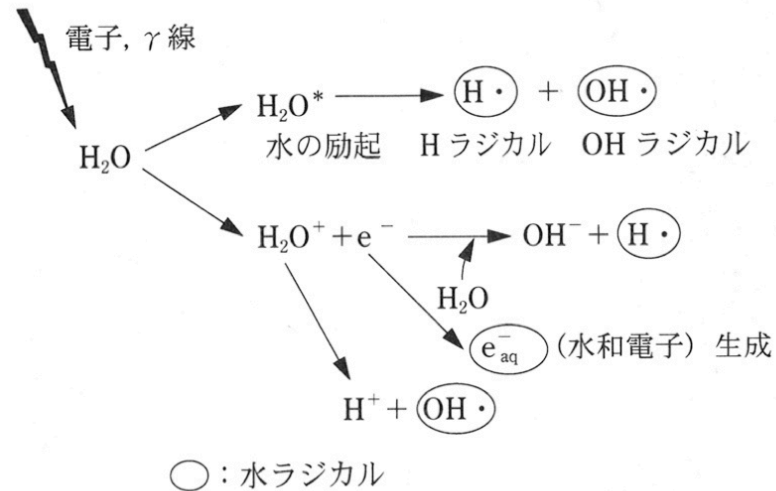 電子, γ線
H₂O* → H・ + OH・
水の励起 Hラジカル OHラジカル
H₂O
H₂O⁺ + e⁻ → OH⁻ + H・
H₂O
e⁻aq (水和電子) 生成
H⁺ + OH・
○：水ラジカル